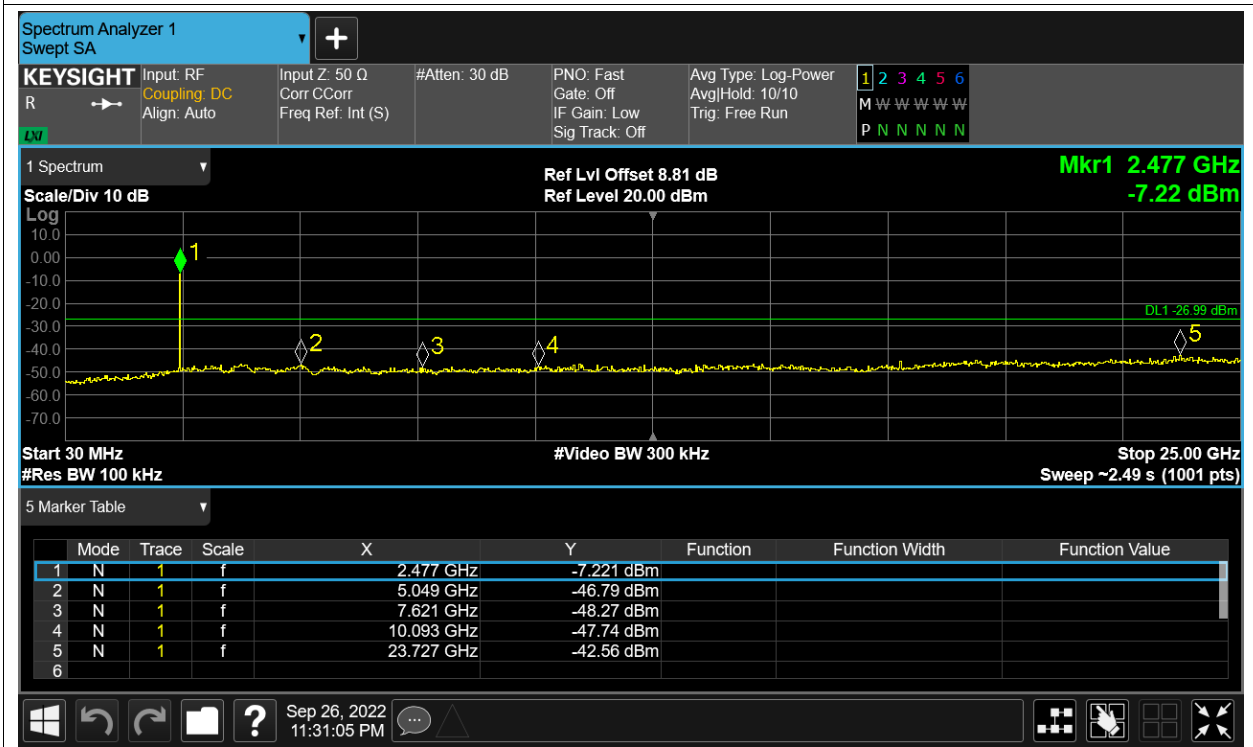 Spectrum Analyzer 1
Swept SA
+
KEYSIGHT
R
LXI
Input: RF
Coupling: DC
Align: Auto
Input Z: 50 Ω
Corr CCorr
Freq Ref: Int (S)
#Atten: 30 dB
PNO: Fast
Gate: Off
IF Gain: Low
Sig Track: Off
Avg Type: Log-Power
Avg|Hold: 10/10
Trig: Free Run
1 2 3 4 5 6
M W W W W W
P N N N N N
1 Spectrum
Scale/Div 10 dB
Ref Lvl Offset 8.81 dB
Ref Level 20.00 dBm
Mkr1 2.477 GHz
-7.22 dBm
Log
10.0
0.00
-10.0
-20.0
-30.0
-40.0
-50.0
-60.0
-70.0
1
2
3
4
5
DL1 -26.99 dBm
Start 30 MHz
#Res BW 100 kHz
#Video BW 300 kHz
Stop 25.00 GHz
Sweep ~2.49 s (1001 pts)
5 Marker Table
Mode Trace Scale X Y Function Function Width Function Value
1 N 1 f 2.477 GHz -7.221 dBm
2 N 1 f 5.049 GHz -46.79 dBm
3 N 1 f 7.621 GHz -48.27 dBm
4 N 1 f 10.093 GHz -47.74 dBm
5 N 1 f 23.727 GHz -42.56 dBm
6
?
Sep 26, 2022
11:31:05 PM